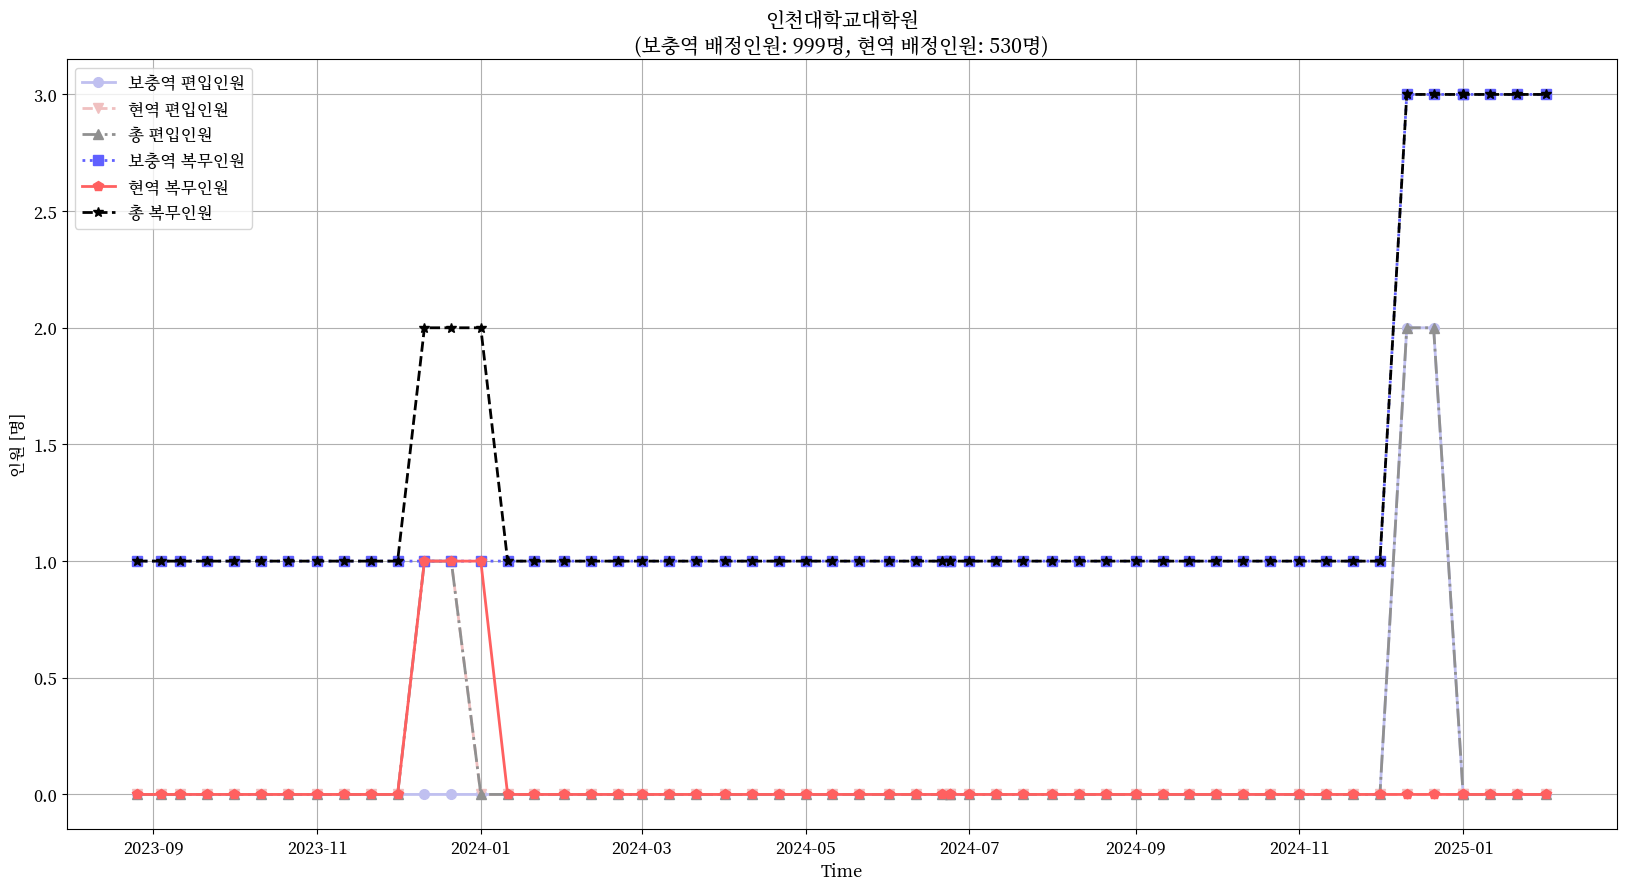 인천대학교대학원
(보충역 배정인원: 999명, 현역 배정인원: 530명)
보충역 편입인원
현역 편입인원
총 편입인원
보충역 복무인원
현역 복무인원
총 복무인원
3.0
2.5
2.0
1.5
1.0
0.5
0.0
인원 [명]
2023-09 2023-11 2024-01 2024-03 2024-05 2024-07 2024-09 2024-11 2025-01
Time